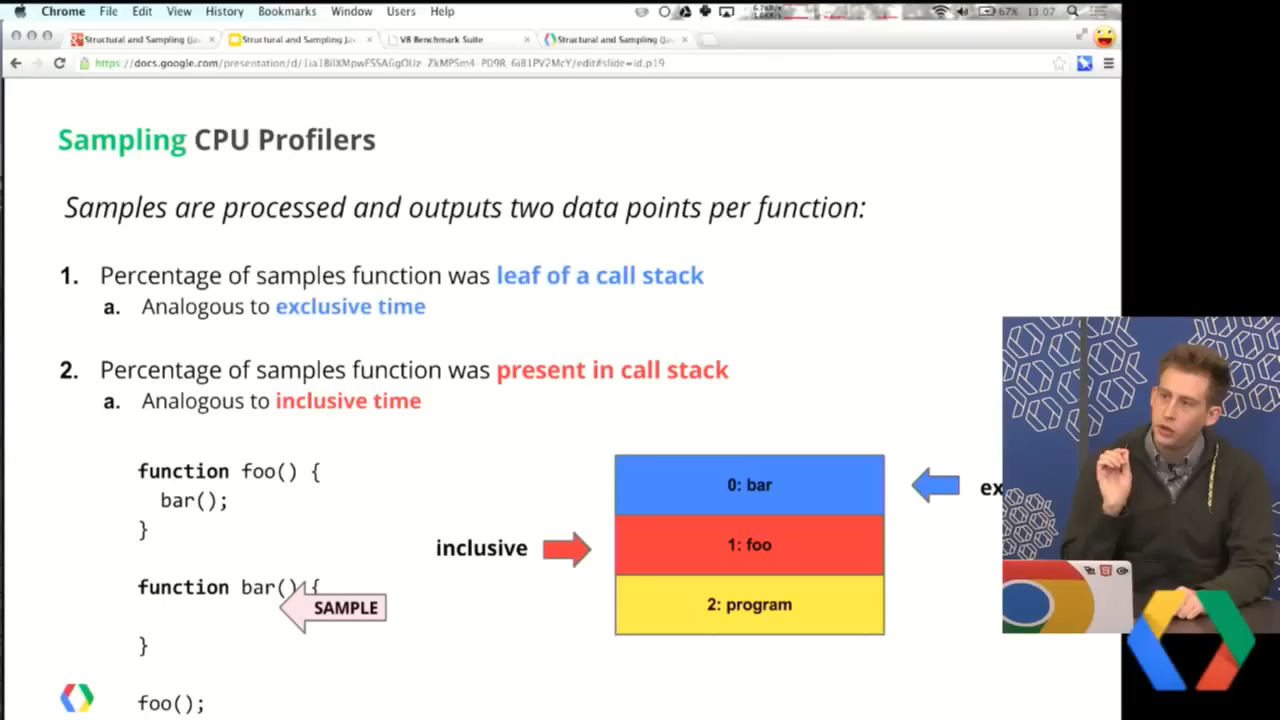 Chrome File Edit View History Bookmarks Window Users Help
67% 13:07
Structural and Sampling (Ja
Structural and Sampling Jav
V8 Benchmark Suite
Structural and Sampling (Ja
Sampling CPU Profilers
Samples are processed and outputs two data points per function:
1. Percentage of samples function was leaf of a call stack
a. Analogous to exclusive time
2. Percentage of samples function was present in call stack
a. Analogous to inclusive time
function foo() {
bar();
}
function bar() {
SAMPLE
}
foo();
inclusive
0: bar
1: foo
2: program
ex